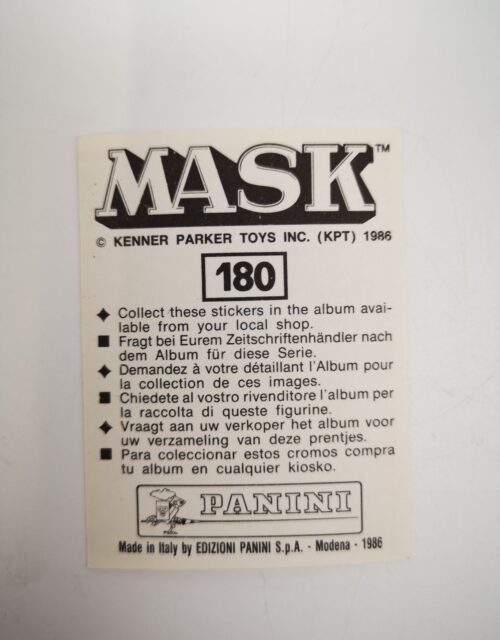 MASK™
© KENNER PARKER TOYS INC. (KPT) 1986
180
Collect these stickers in the album avai-
lable from your local shop.
Fragt bei Eurem Zeitschriftenhändler nach
dem Album für diese Serie.
Demandez à votre détaillant l'Album pour
la collection de ces images.
Chiedete al vostro rivenditore l'album per
la raccolta di queste figurine.
Vraagt aan uw verkoper het album voor
uw verzameling van deze prentjes.
Para coleccionar estos cromos compra
tu album en cualquier kiosko.
PANINI
Made in Italy by EDIZIONI PANINI S.p.A. - Modena - 1986